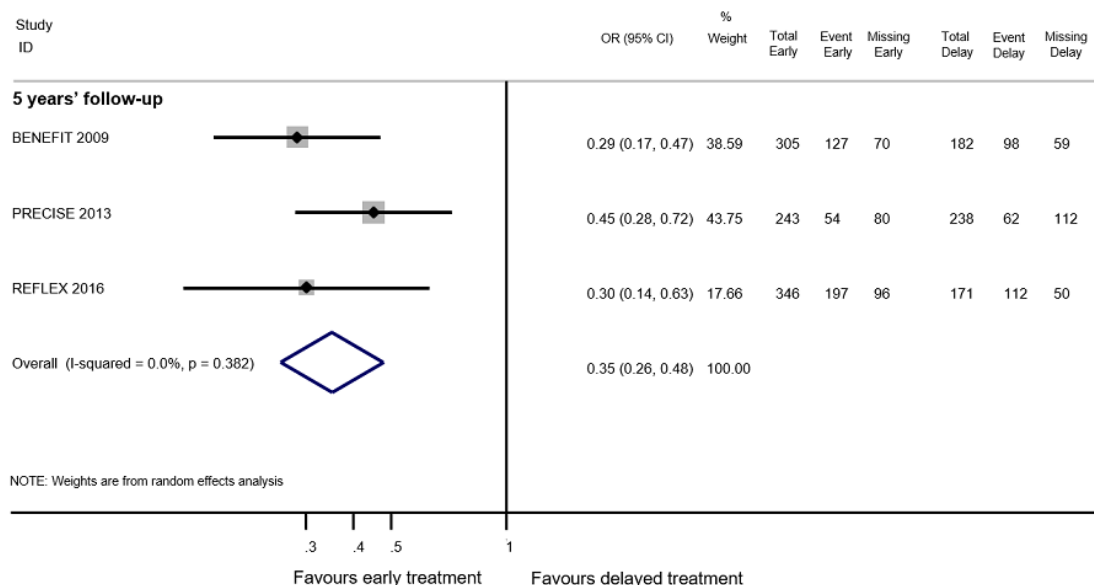 Study
ID
OR (95% CI)
%
Weight
Total
Early
Event
Early
Missing
Early
Total
Delay
Event
Delay
Missing
Delay
5 years’ follow-up
BENEFIT 2009 0.29 (0.17, 0.47) 38.59 305 127 70 182 98 59
PRECISE 2013 0.45 (0.28, 0.72) 43.75 243 54 80 238 62 112
REFLEX 2016 0.30 (0.14, 0.63) 17.66 346 197 96 171 112 50
Overall (I-squared = 0.0%, p = 0.382) 0.35 (0.26, 0.48) 100.00
NOTE: Weights are from random effects analysis
.3 .4 .5 1
Favours early treatment Favours delayed treatment